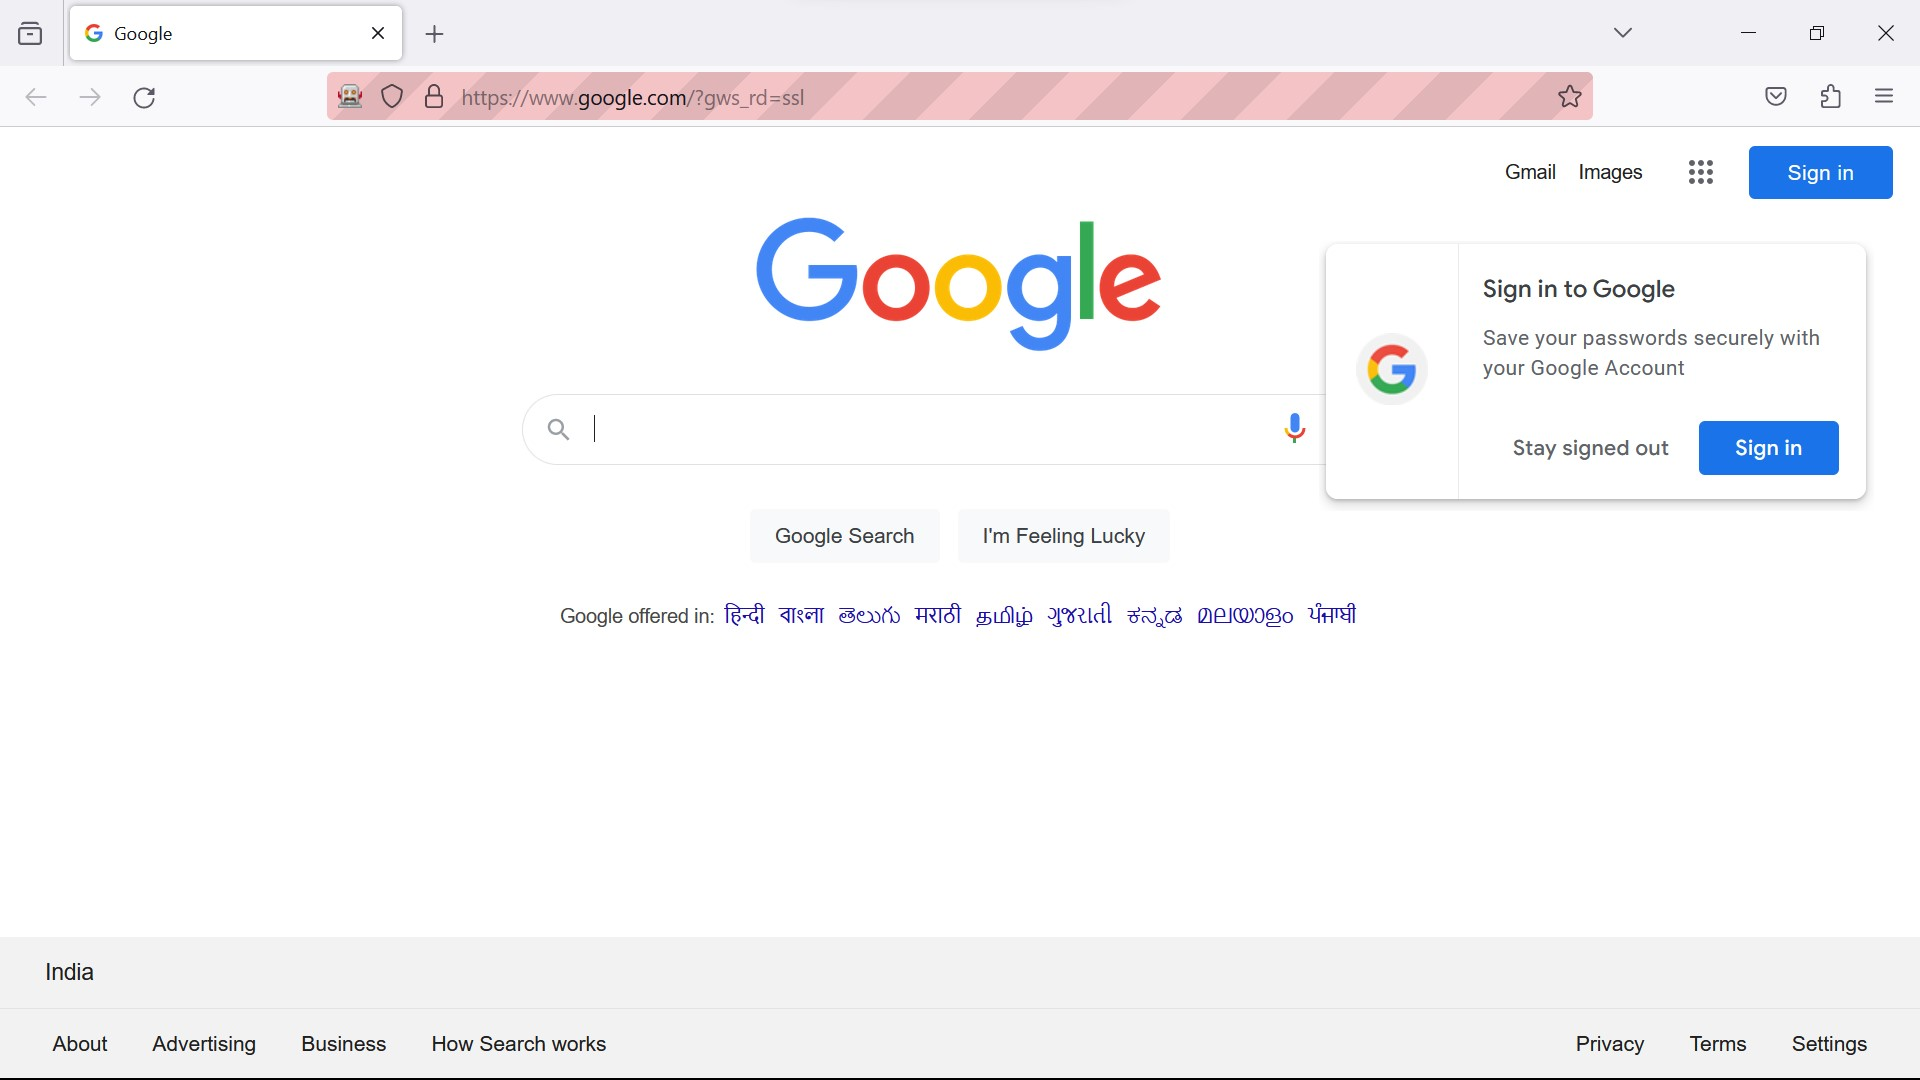 Google
https://www.google.com/?gws_rd=ssl
Gmail Images Sign in
Google
Sign in to Google
Save your passwords securely with
your Google Account
Stay signed out Sign in
Google Search I'm Feeling Lucky
Google offered in: हिन्दी বাংলা తెలుగు मराठी தமிழ் ગુજરાતી ಕನ್ನಡ മലയാളം ਪੰਜਾਬੀ
India
About Advertising Business How Search works Privacy Terms Settings